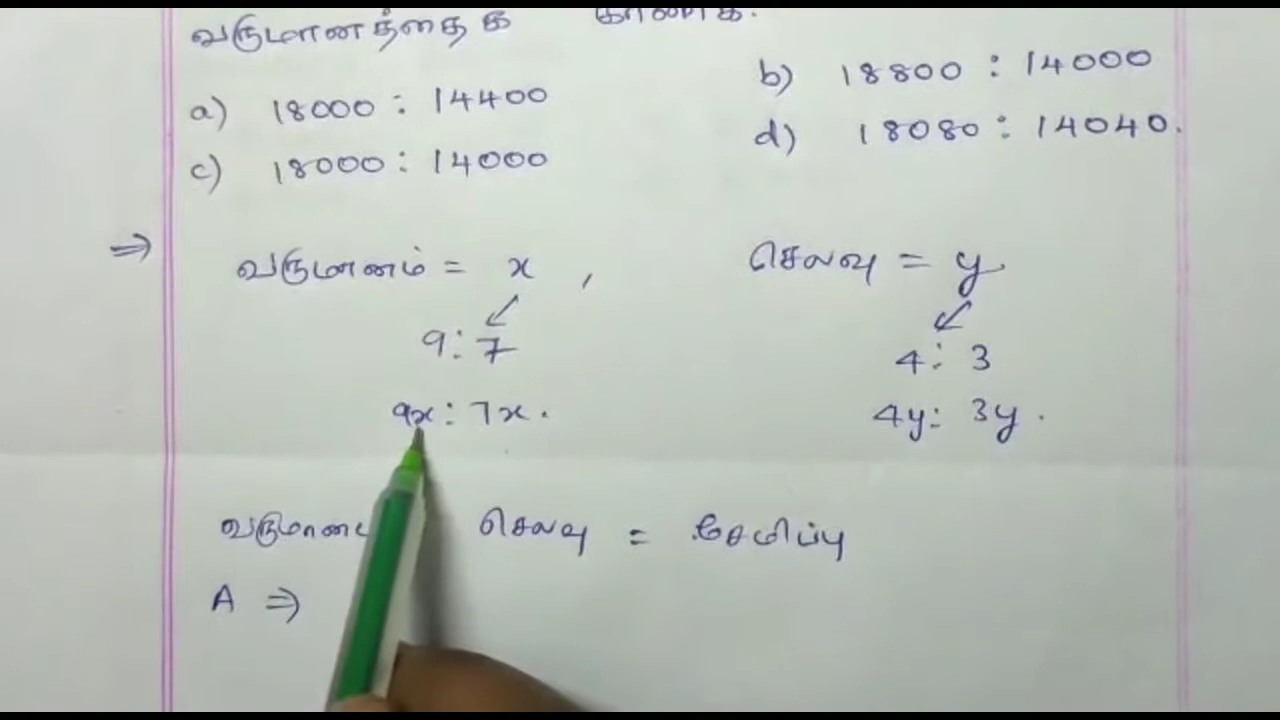 வருமானத்தைக் காண்க.
a) 18000 : 14400 b) 18800 : 14000
c) 18000 : 14000 d) 18080 : 14040.
⇒ வருமானம் = x , செலவு = y
9 : 7 4 : 3
9x : 7x . 4y : 3y .
செலவு = சேமிப்பு
A ⇒